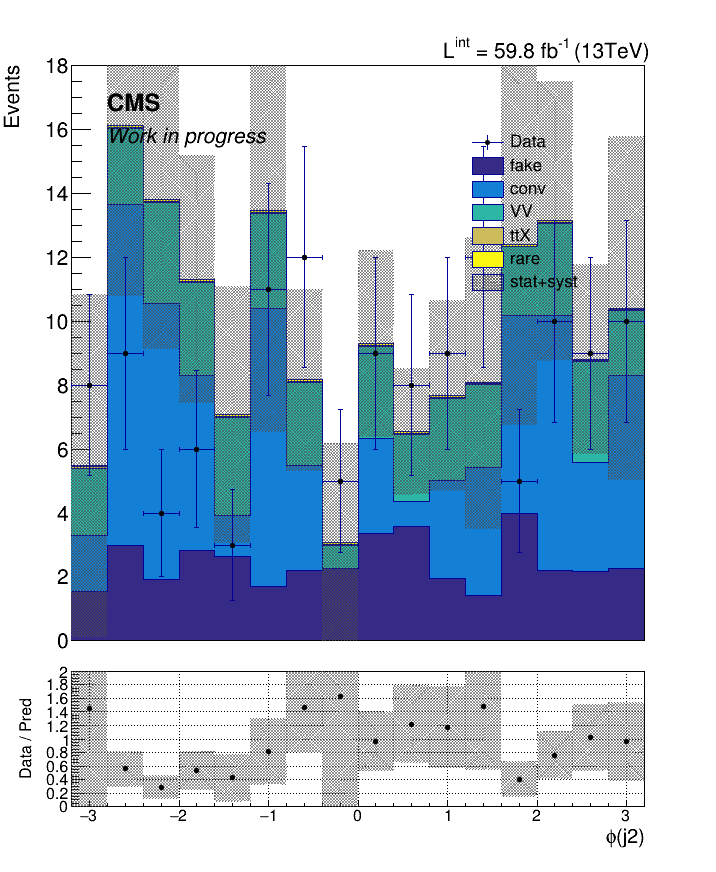 L^int = 59.8 fb^-1 (13TeV)
Events
18
16
14
12
10
8
6
4
2
0
CMS
Work in progress
Data
fake
conv
VV
ttX
rare
stat+syst
Data / Pred
2
1.8
1.6
1.4
1.2
1
0.8
0.6
0.4
0.2
0
−3
−2
−1
0
1
2
3
ϕ(j2)